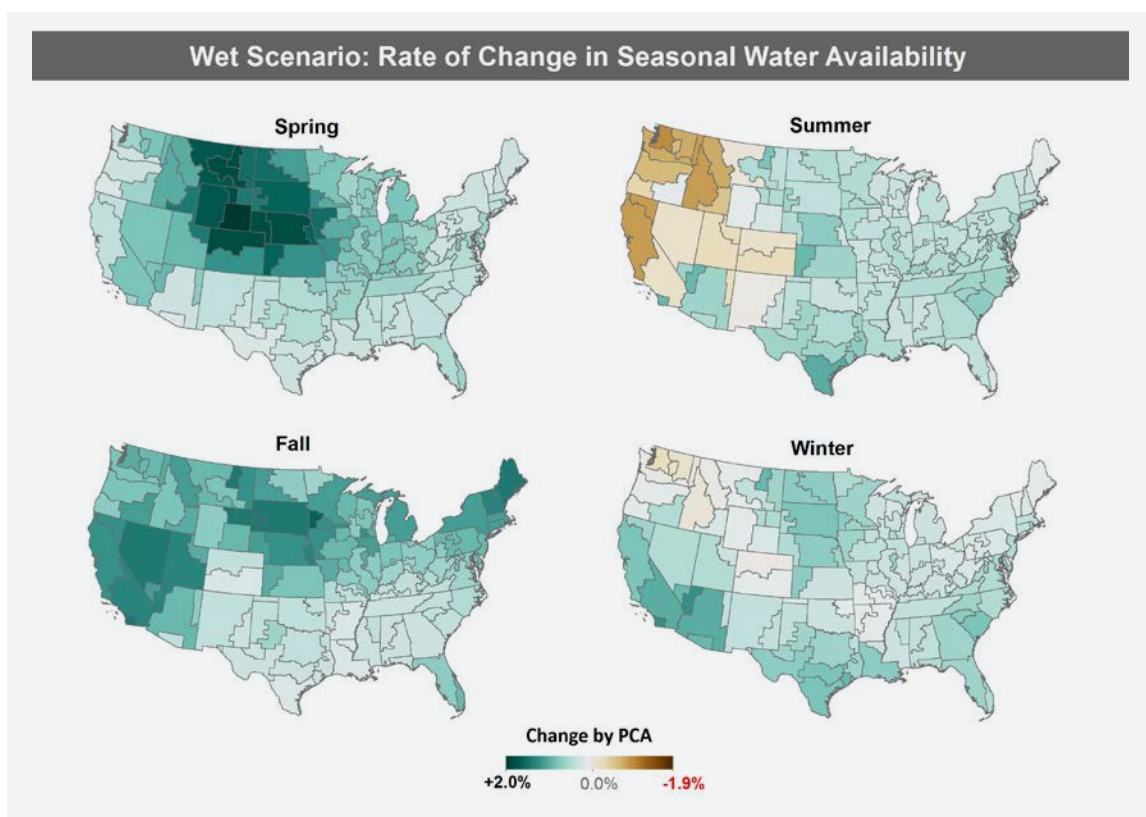 Wet Scenario: Rate of Change in Seasonal Water Availability
Spring
Summer
Fall
Winter
Change by PCA
+2.0%
0.0%
-1.9%